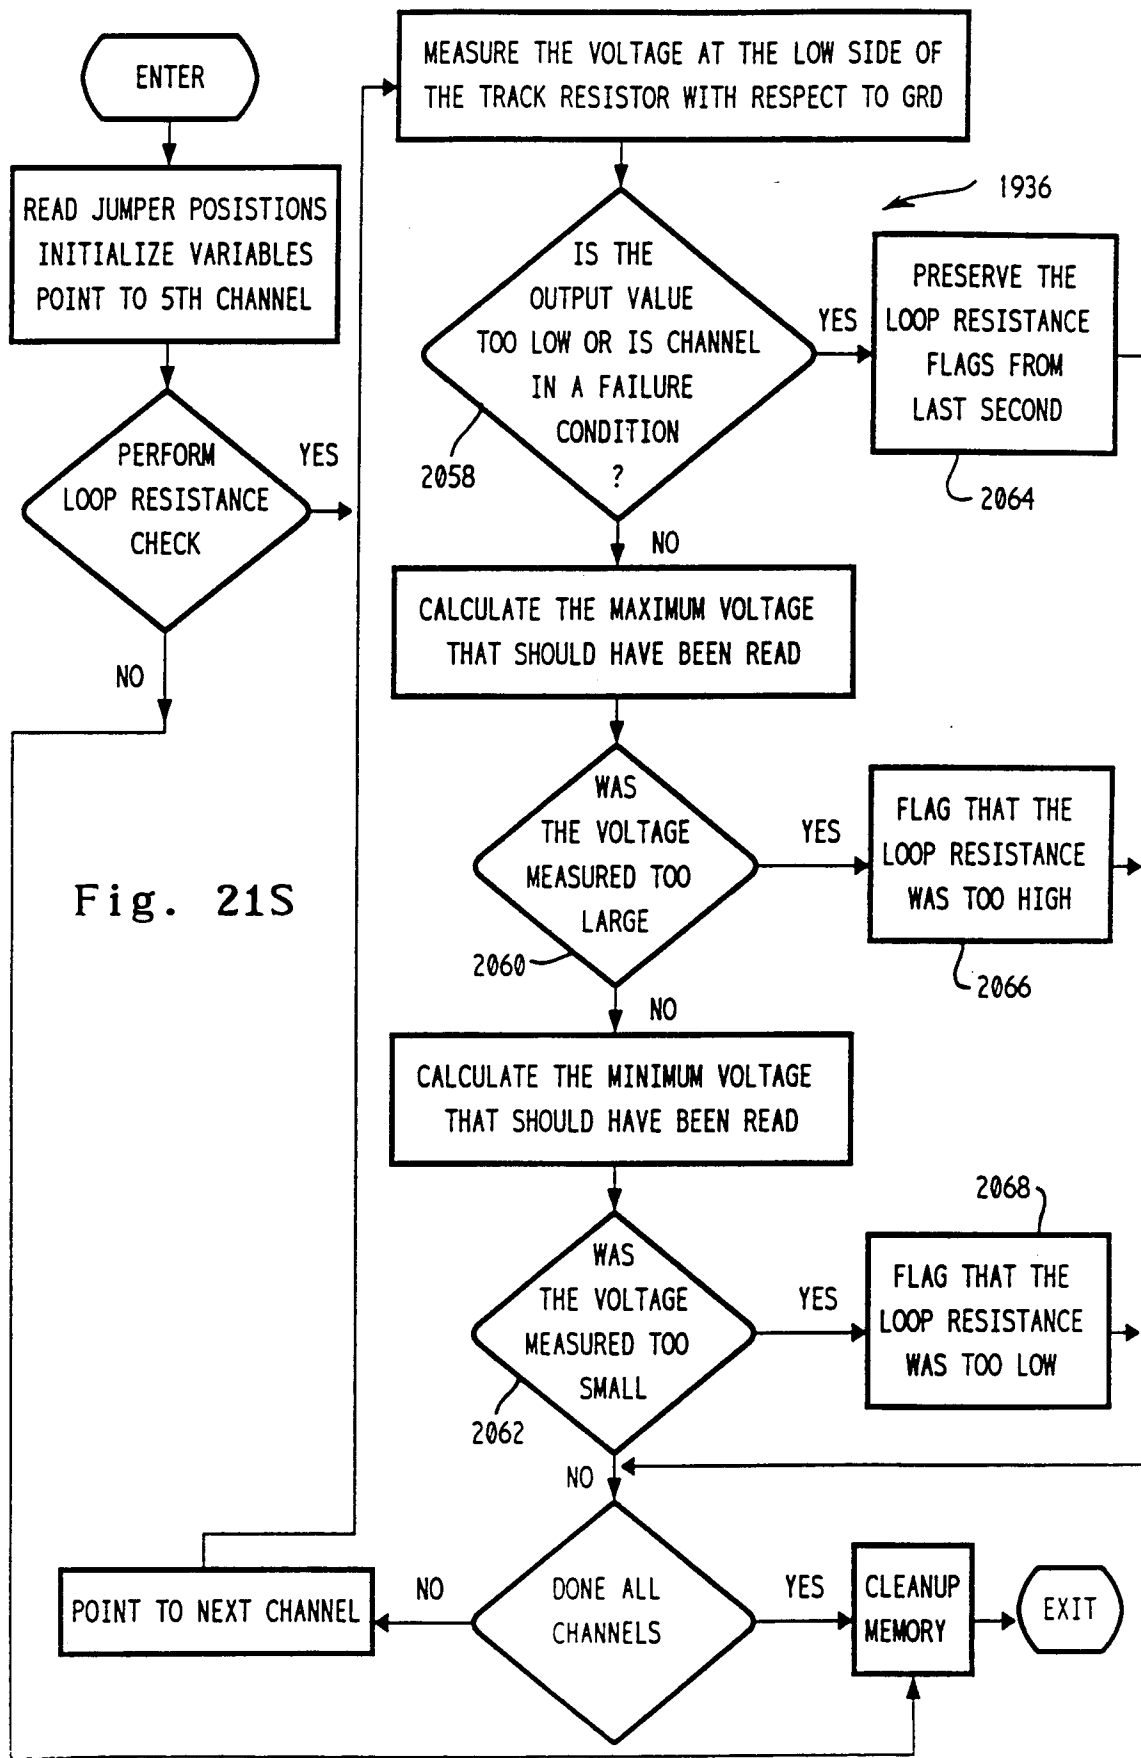 ENTER
READ JUMPER POSISTIONS
INITIALIZE VARIABLES
POINT TO 5TH CHANNEL
PERFORM
LOOP RESISTANCE
CHECK
YES
NO
MEASURE THE VOLTAGE AT THE LOW SIDE OF
THE TRACK RESISTOR WITH RESPECT TO GRD
1936
IS THE
OUTPUT VALUE
TOO LOW OR IS CHANNEL
IN A FAILURE
CONDITION
?
2058
YES
PRESERVE THE
LOOP RESISTANCE
FLAGS FROM
LAST SECOND
2064
NO
CALCULATE THE MAXIMUM VOLTAGE
THAT SHOULD HAVE BEEN READ
WAS
THE VOLTAGE
MEASURED TOO
LARGE
2060
YES
FLAG THAT THE
LOOP RESISTANCE
WAS TOO HIGH
2066
Fig. 21S
NO
CALCULATE THE MINIMUM VOLTAGE
THAT SHOULD HAVE BEEN READ
WAS
THE VOLTAGE
MEASURED TOO
SMALL
2062
YES
2068
FLAG THAT THE
LOOP RESISTANCE
WAS TOO LOW
NO
DONE ALL
CHANNELS
NO
POINT TO NEXT CHANNEL
YES
CLEANUP
MEMORY
EXIT